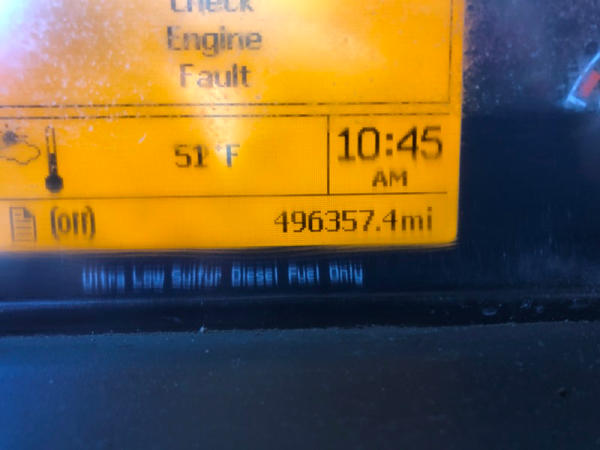 Check
Engine
Fault
51°F
10:45
AM
(Off)
496357.4mi
Ultra Low Sulfur Diesel Fuel Only